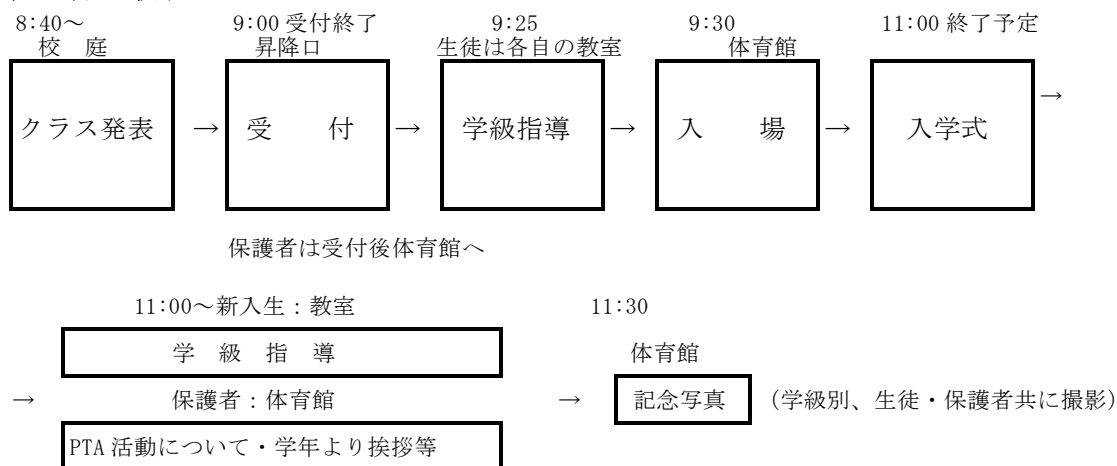 8:40～ 9:00 受付終了 9:25 9:30 11:00 終了予定
校 庭 昇降口 生徒は各自の教室 体育館
クラス発表 → 受 付 → 学級指導 → 入 場 → 入学式 →
保護者は受付後体育館へ
11:00～新入生：教室 11:30
学 級 指 導 体育館
→ 保護者：体育館 → 記念写真 （学級別、生徒・保護者共に撮影）
PTA 活動について・学年より挨拶等